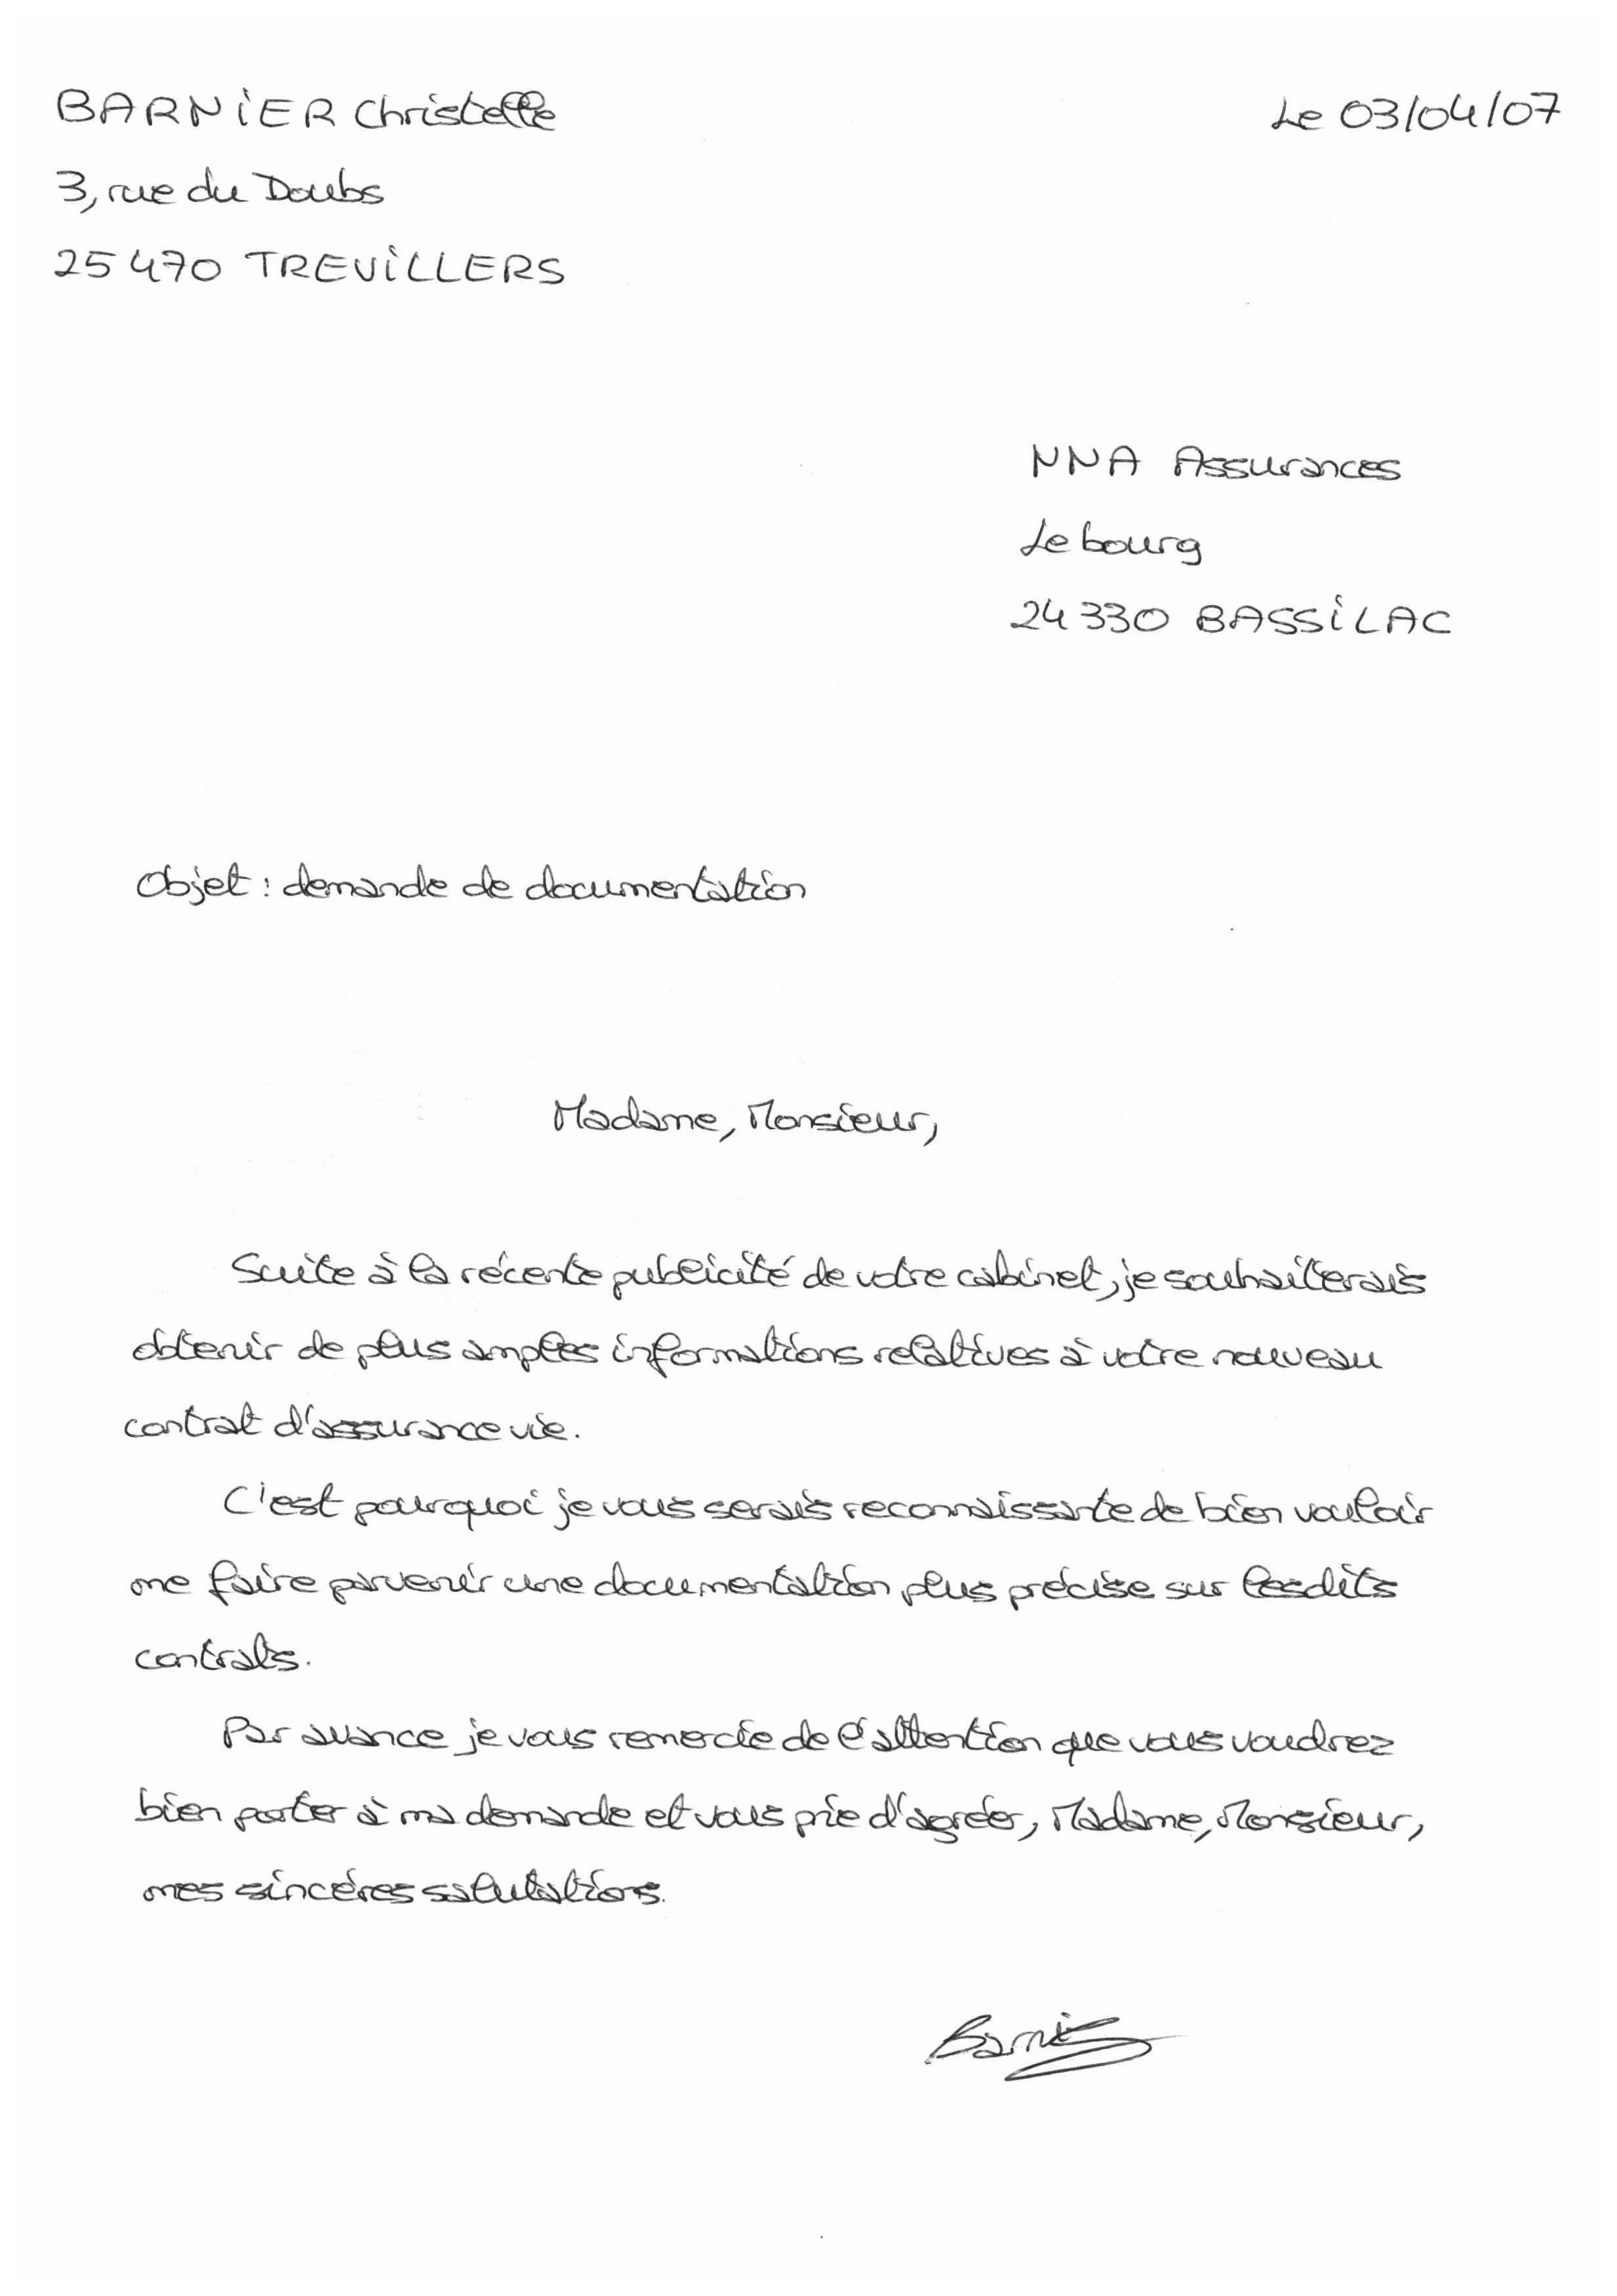 BARNIER Christelle
Le 03/04/07
3, rue du Doubs
25 470 TREVILLERS
NNA Assurances
Le bourg
24 330 BASSILAC
Objet : demande de documentation
Madame, Monsieur,
Suite à la récente publicité de votre cabinet, je souhaiterais
obtenir de plus amples informations relatives à votre nouveau
contrat d'assurance vie.
C'est pourquoi je vous serais reconnaissante de bien vouloir
me faire parvenir une documentation plus précise sur lesdits
contrats.
Par avance je vous remercie de l'attention que vous voudrez
bien porter à ma demande et vous prie d'agréer, Madame, Monsieur,
mes sincères salutations.
Barnier